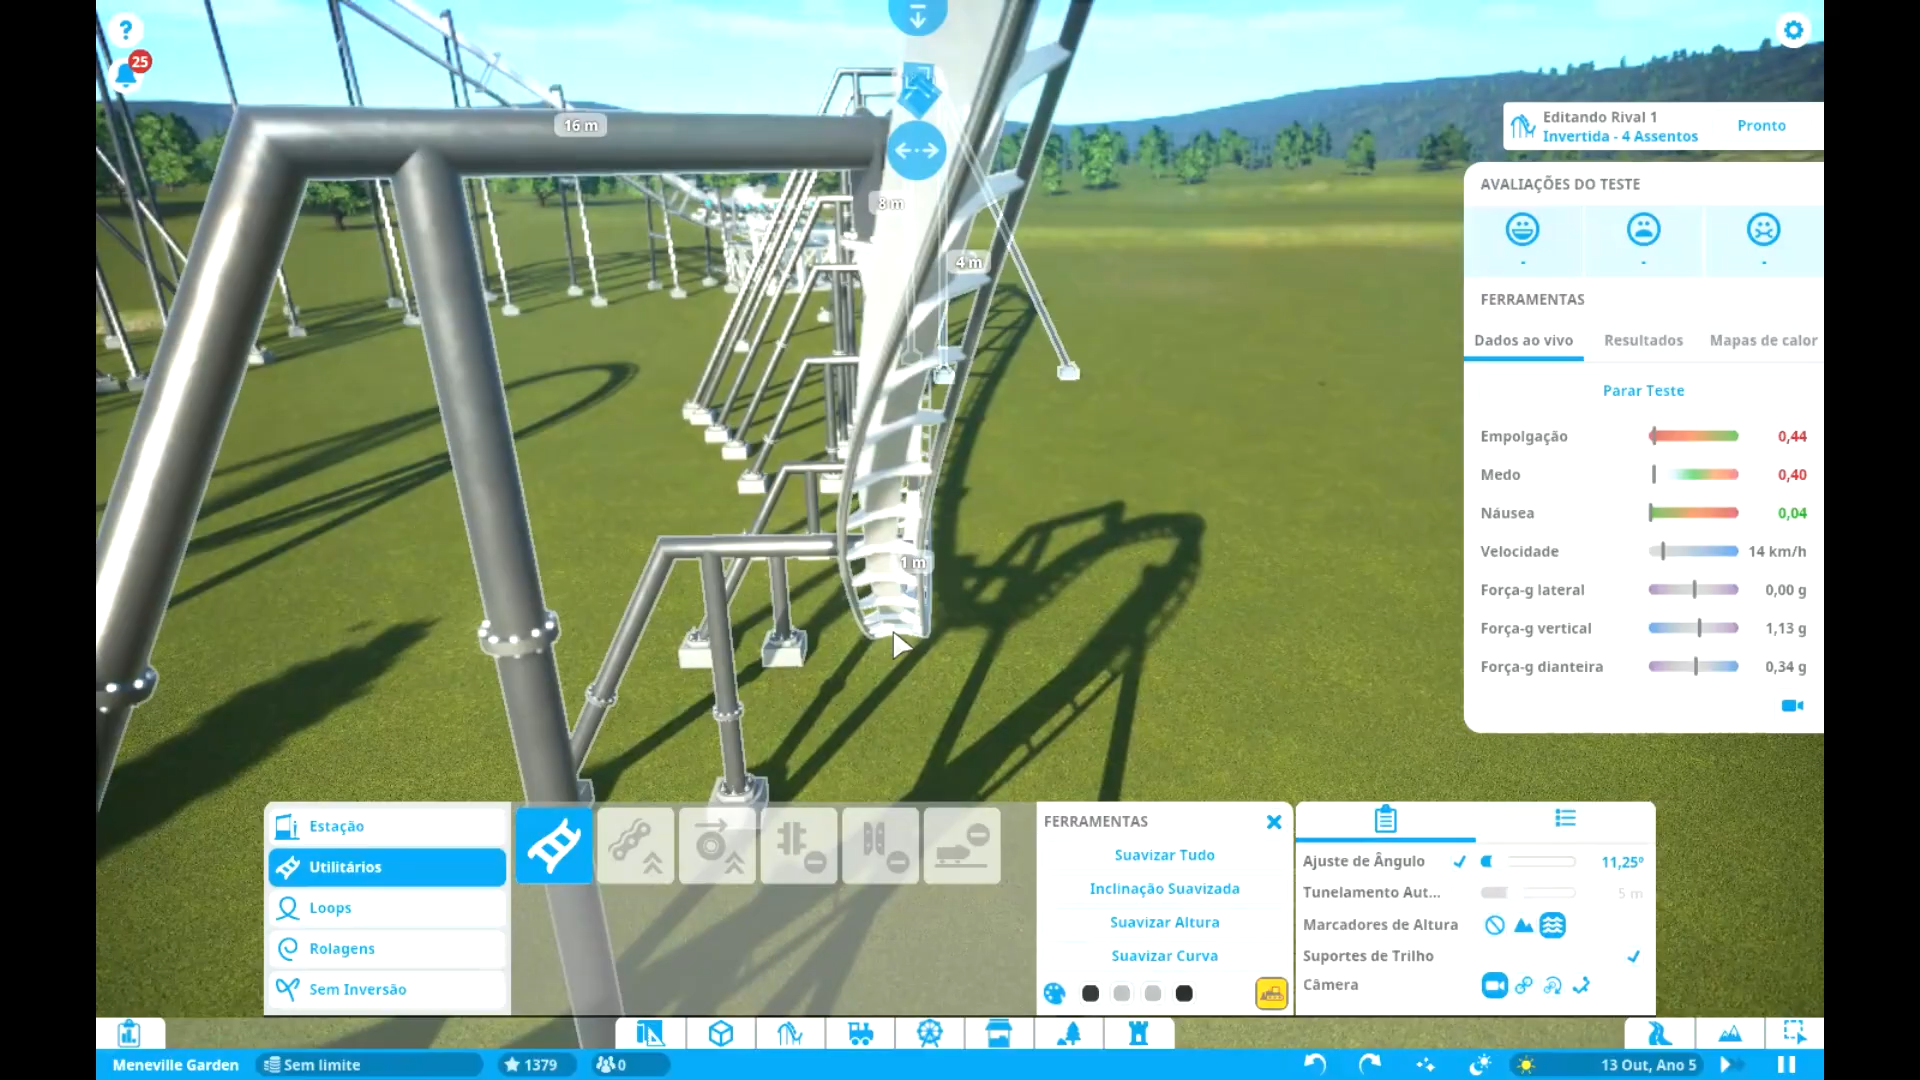 ?
25
16 m
8 m
4 m
1 m
Editando Rival 1
Invertida - 4 Assentos
Pronto
AVALIAÇÕES DO TESTE
- - -
FERRAMENTAS
Dados ao vivo Resultados Mapas de calor
Parar Teste
Empolgação 0,44
Medo 0,40
Náusea 0,04
Velocidade 14 km/h
Força-g lateral 0,00 g
Força-g vertical 1,13 g
Força-g dianteira 0,34 g
Estação
Utilitários
Loops
Rolagens
Sem Inversão
FERRAMENTAS
Suavizar Tudo
Inclinação Suavizada
Suavizar Altura
Suavizar Curva
Ajuste de Ângulo 11,25º
Tunelamento Aut... 5 m
Marcadores de Altura
Suportes de Trilho
Câmera
Meneville Garden Sem limite 1379 0 13 Out, Ano 5